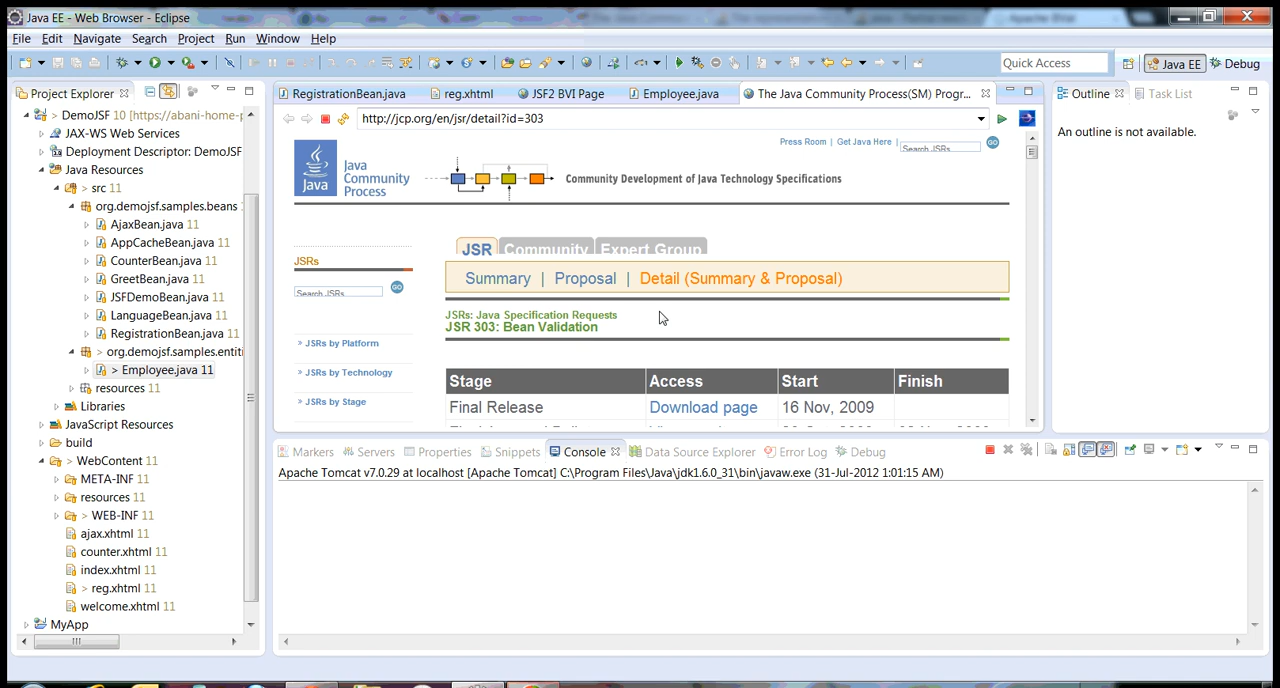 Java EE - Web Browser - Eclipse
File Edit Navigate Search Project Run Window Help
Quick Access
Java EE
Debug
Project Explorer
DemoJSF 10 [https://abani-home-p
JAX-WS Web Services
Deployment Descriptor: DemoJSF
Java Resources
> src 11
org.demojsf.samples.beans
AjaxBean.java 11
AppCacheBean.java 11
CounterBean.java 11
GreetBean.java 11
JSFDemoBean.java 11
LanguageBean.java 11
RegistrationBean.java 11
> org.demojsf.samples.entiti
> Employee.java 11
resources 11
Libraries
JavaScript Resources
build
> WebContent 11
META-INF 11
resources 11
> WEB-INF 11
ajax.xhtml 11
counter.xhtml 11
index.xhtml 11
> reg.xhtml 11
welcome.xhtml 11
MyApp
RegistrationBean.java
reg.xhtml
JSF2 BVI Page
Employee.java
The Java Community Process(SM) Progr...
http://jcp.org/en/jsr/detail?id=303
Press Room | Get Java Here |
Search JSRs
GO
Java
Java
Community
Process
Community Development of Java Technology Specifications
JSRs
Search JSRs
GO
> JSRs by Platform
> JSRs by Technology
> JSRs by Stage
JSR Community Expert Group
Summary | Proposal | Detail (Summary & Proposal)
JSRs: Java Specification Requests
JSR 303: Bean Validation
Stage Access Start Finish
Final Release Download page 16 Nov, 2009
Outline
Task List
An outline is not available.
Markers Servers Properties Snippets Console Data Source Explorer Error Log Debug
Apache Tomcat v7.0.29 at localhost [Apache Tomcat] C:\Program Files\Java\jdk1.6.0_31\bin\javaw.exe (31-Jul-2012 1:01:15 AM)